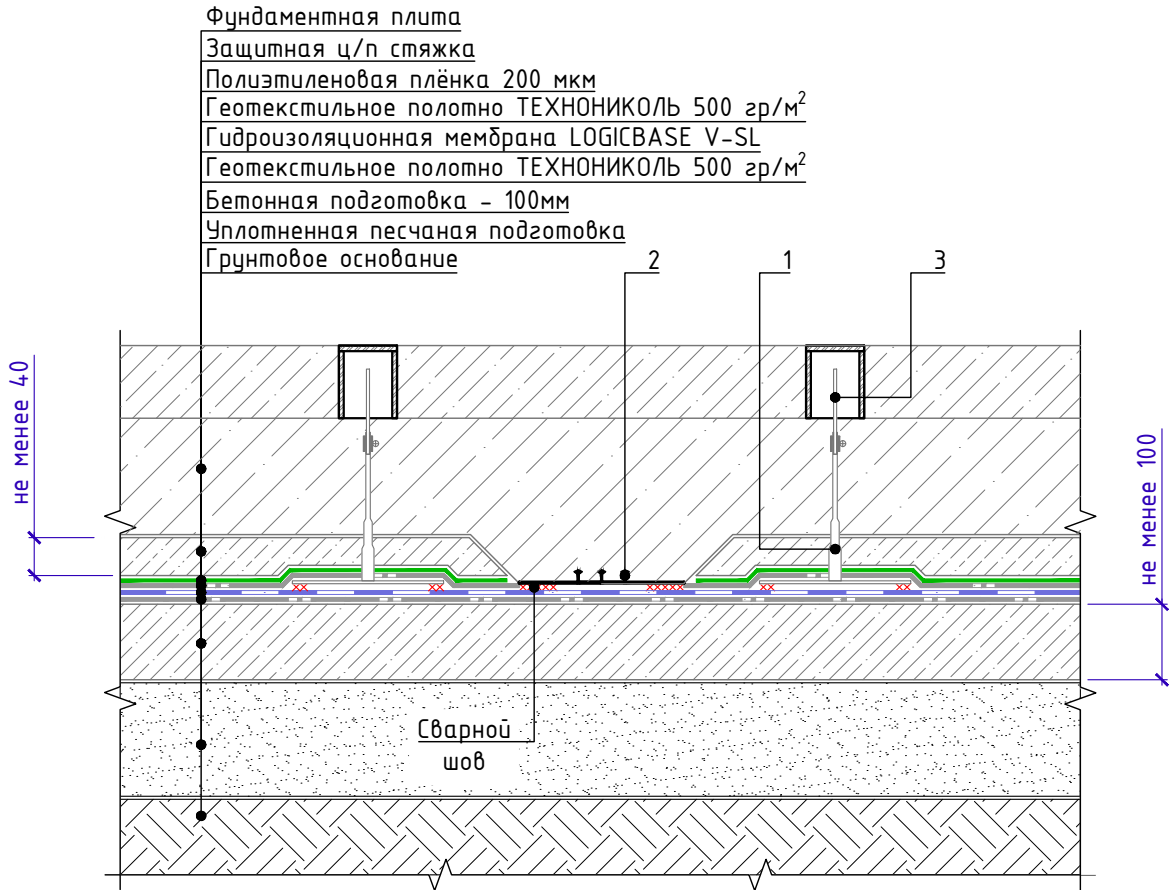 Фундаментная плита
Защитная ц/п стяжка
Полиэтиленовая плёнка 200 мкм
Геотекстильное полотно ТЕХНОНИКОЛЬ 500 гр/м²
Гидроизоляционная мембрана LOGICBASE V-SL
Геотекстильное полотно ТЕХНОНИКОЛЬ 500 гр/м²
Бетонная подготовка - 100мм
Уплотненная песчаная подготовка
Грунтовое основание
2
1
3
не менее 40
не менее 100
Сварной
шов